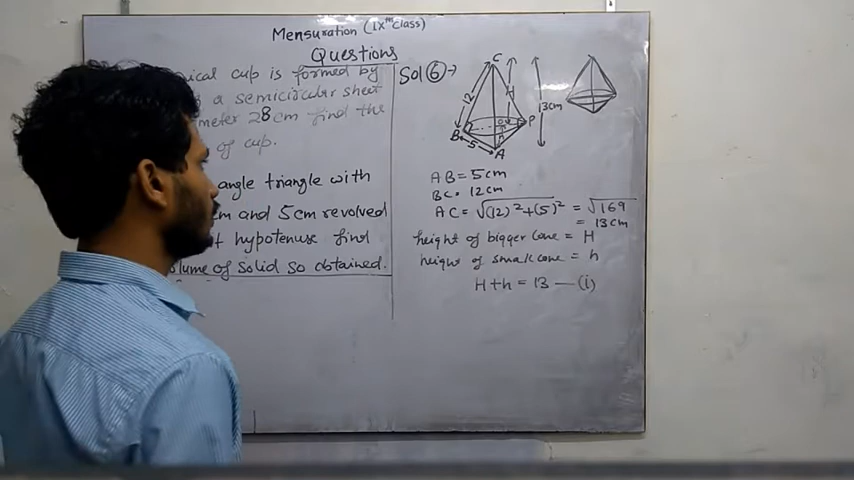 Mensuration (IXth class)
Questions
ical cup is formed by
a semicircular sheet
meter 28cm find the
of cup.
angle triangle with
cm and 5cm revolved
hypotenuse find
volume of solid so obtained.
Sol 6 →
C
12
H
13cm
B
P
5
h
A
AB = 5cm
BC = 12cm
AC = √(12)²+(5)² = √169
= 13cm
height of bigger cone = H
height of small cone = h
H+h = 13 — (i)